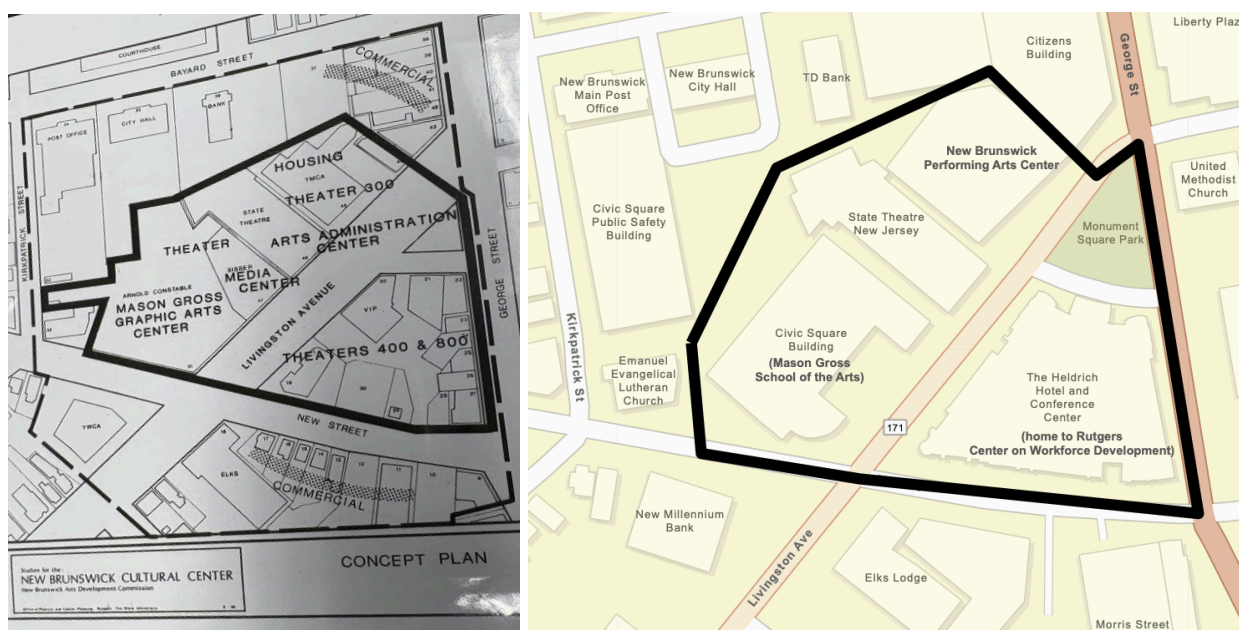 COURTHOUSE
BAYARD STREET
COMMERCIAL
POST OFFICE
CITY HALL
BANK
KIRKPATRICK STREET
HOUSING
YMCA
THEATER 300
STATE
THEATRE
THEATER
ARTS ADMINISTRATION
CENTER
MEDIA
CENTER
ARNOLD CONSTABLE
MASON GROSS
GRAPHIC ARTS
CENTER
LIVINGSTON AVENUE
GEORGE STREET
VIP
THEATERS 400 & 800
NEW STREET
YWCA
ELKS
COMMERCIAL
CONCEPT PLAN
Studies for the
NEW BRUNSWICK CULTURAL CENTER
New Brunswick Arts Development Commission
Liberty Plaz
George St
Citizens
Building
New Brunswick
Main Post
Office
New Brunswick
City Hall
TD Bank
New Brunswick
Performing Arts Center
United
Methodist
Church
Civic Square
Public Safety
Building
State Theatre
New Jersey
Monument
Square Park
Kirkpatrick St
Civic Square
Building
(Mason Gross
School of the Arts)
Emanuel
Evangelical
Lutheran
Church
The Heldrich
Hotel and
Conference
Center
(home to Rutgers
Center on Workforce Development)
171
New Millennium
Bank
Livingston Ave
Elks Lodge
Morris Street